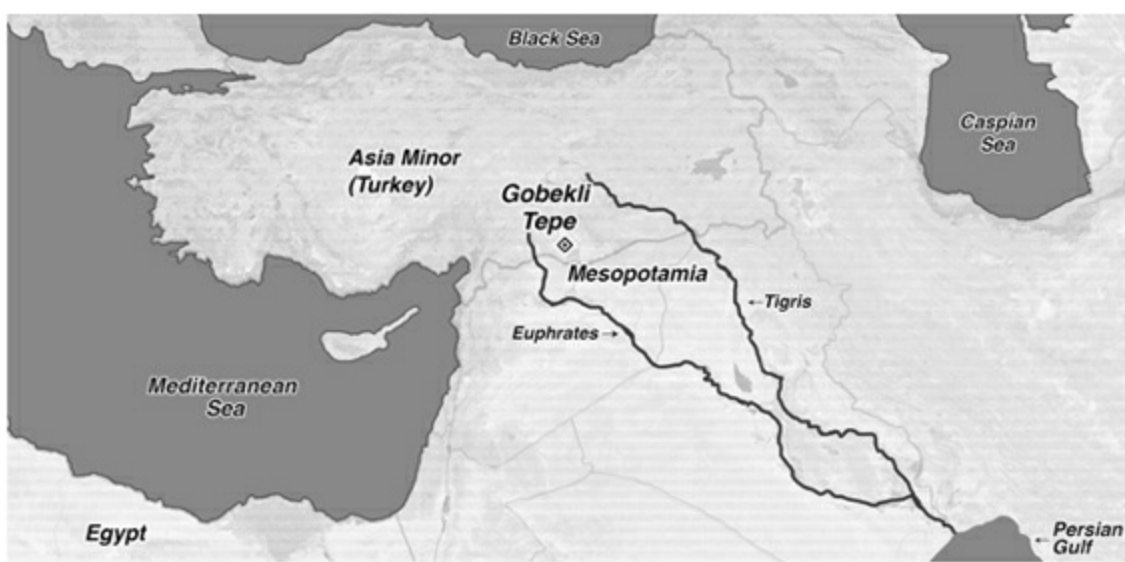 Black Sea
Caspian
Sea
Asia Minor
(Turkey)
Gobekli
Tepe
Mesopotamia
←Tigris
Euphrates→
Mediterranean
Sea
Egypt
←Persian
Gulf